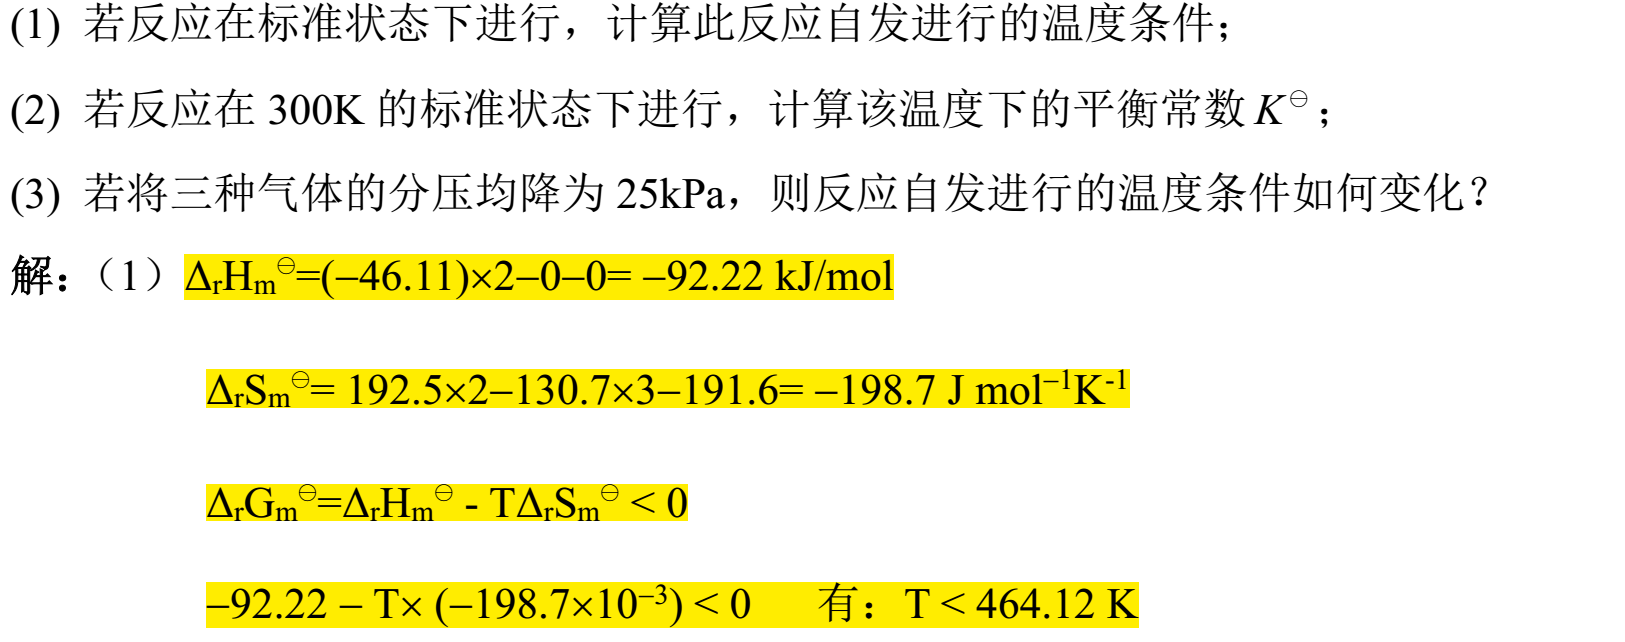 (1) 若反应在标准状态下进行，计算此反应自发进行的温度条件；
(2) 若反应在 300K 的标准状态下进行，计算该温度下的平衡常数 K⊖；
(3) 若将三种气体的分压均降为 25kPa，则反应自发进行的温度条件如何变化？
解：（1）ΔrHm⊖=(−46.11)×2−0−0= −92.22 kJ/mol
ΔrSm⊖= 192.5×2−130.7×3−191.6= −198.7 J mol⁻¹K⁻¹
ΔrGm⊖=ΔrHm⊖ - TΔrSm⊖ < 0
−92.22 − T× (−198.7×10⁻³) < 0 有：T < 464.12 K